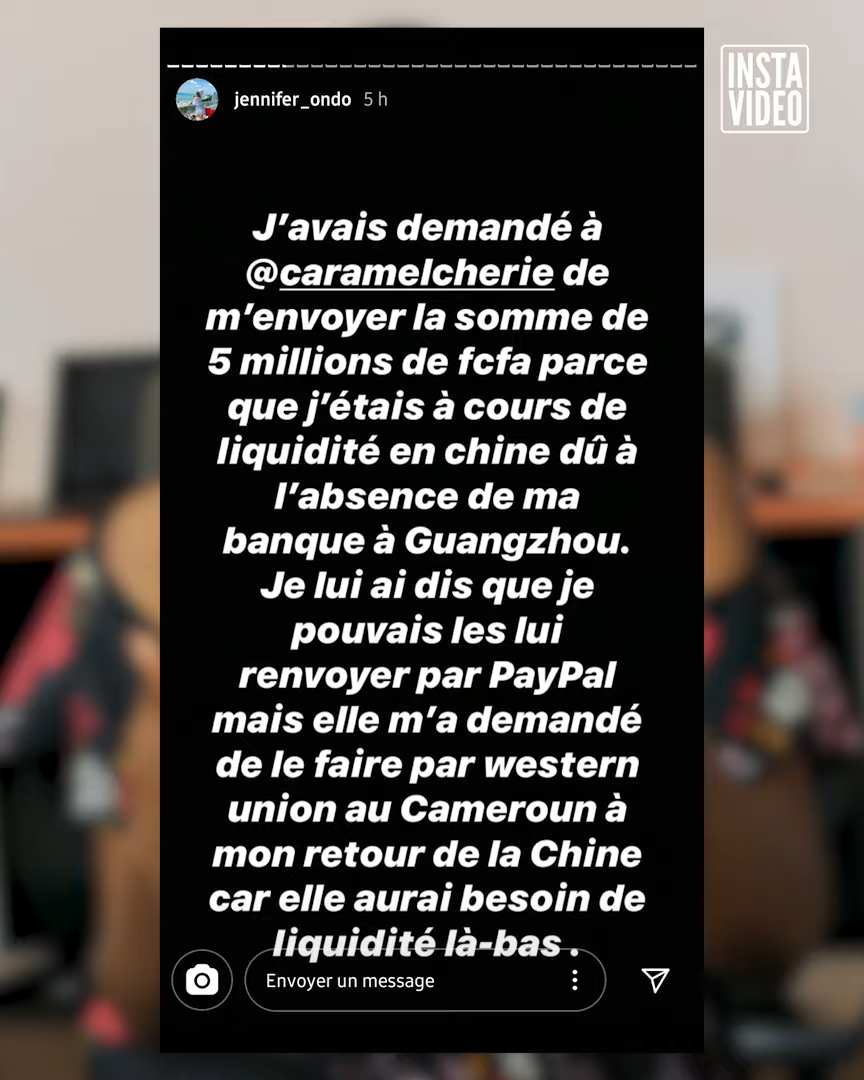 INSTA
VIDEO
jennifer_ondo 5 h
J’avais demandé à
@caramelcherie de
m’envoyer la somme de
5 millions de fcfa parce
que j’étais à cours de
liquidité en chine dû à
l’absence de ma
banque à Guangzhou.
Je lui ai dis que je
pouvais les lui
renvoyer par PayPal
mais elle m’a demandé
de le faire par western
union au Cameroun à
mon retour de la Chine
car elle aurai besoin de
liquidité là-bas .
Envoyer un message